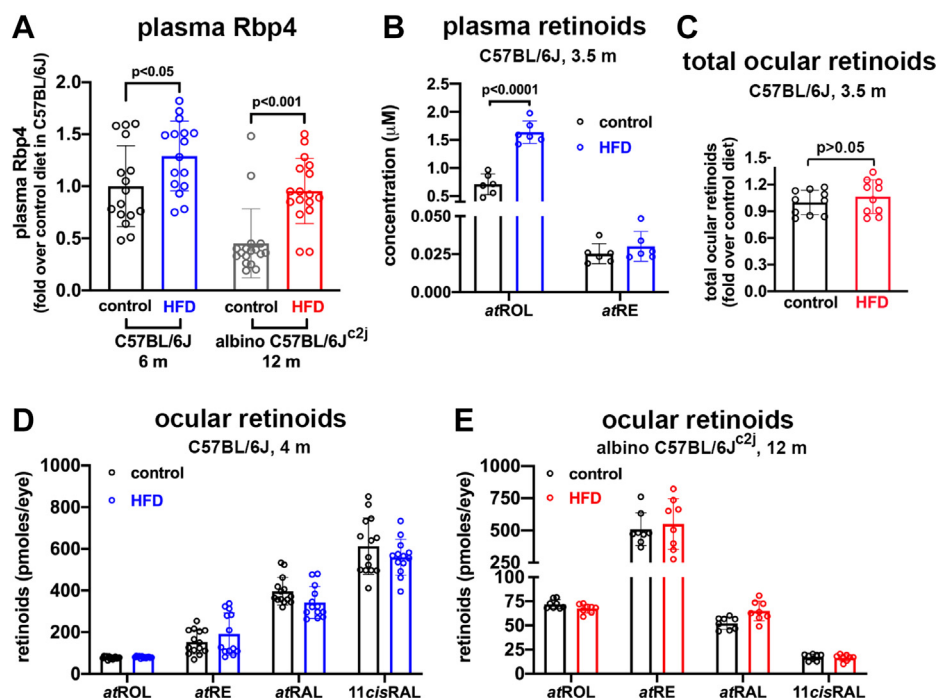 A
plasma Rbp4
plasma Rbp4
(fold over control diet in C57BL/6J)
2.0
1.5
1.0
0.5
0.0
p<0.05
p<0.001
control HFD control HFD
C57BL/6J albino C57BL/6J^c2j
6 m 12 m
B
plasma retinoids
C57BL/6J, 3.5 m
concentration (μM)
2.5
2.0
1.5
1.0
0.5
0.050
0.025
0.000
p<0.0001
control
HFD
atROL atRE
C
total ocular retinoids
C57BL/6J, 3.5 m
total ocular retinoids
(fold over control diet)
1.2
0.9
0.6
0.3
0.0
p>0.05
control HFD
D
ocular retinoids
C57BL/6J, 4 m
retinoids (pmoles/eye)
1000
800
600
400
200
0
control
HFD
atROL atRE atRAL 11cisRAL
E
ocular retinoids
albino C57BL/6J^c2j, 12 m
retinoids (pmoles/eye)
1000
750
500
250
100
75
50
25
0
control
HFD
atROL atRE atRAL 11cisRAL